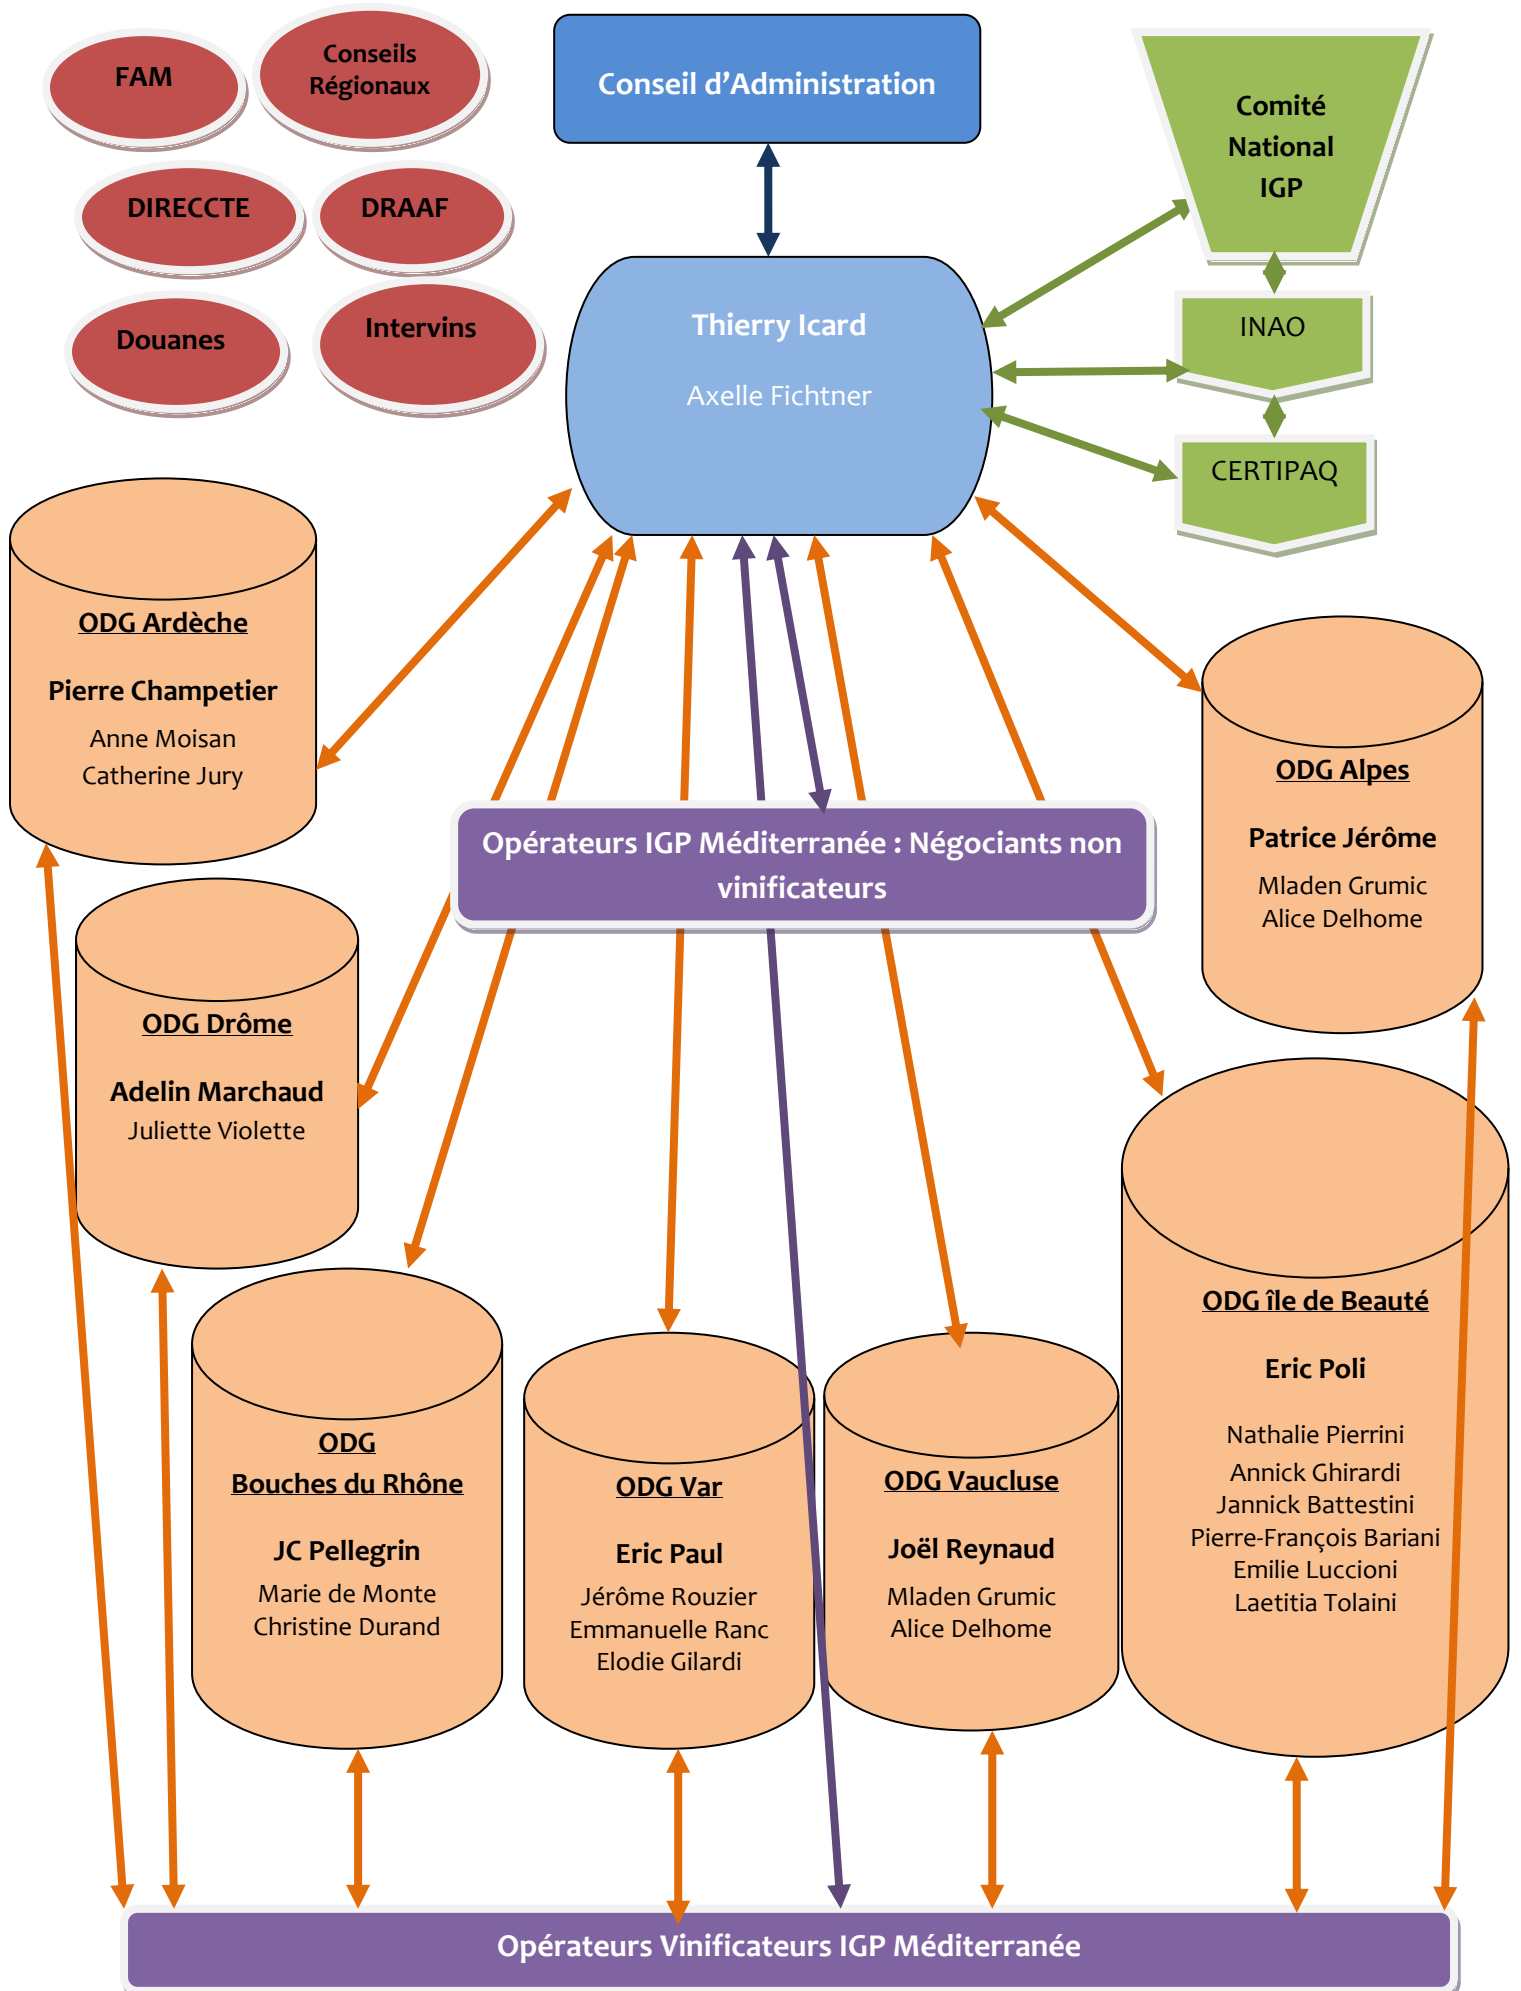 FAM
Conseils
Régionaux
DIRECCTE
DRAAF
Douanes
Intervins
Conseil d’Administration
Comité
National
IGP
INAO
CERTIPAQ
Thierry Icard
Axelle Fichtner
ODG Ardèche
Pierre Champetier
Anne Moisan
Catherine Jury
ODG Alpes
Patrice Jérôme
Mladen Grumic
Alice Delhome
Opérateurs IGP Méditerranée : Négociants non
vinificateurs
ODG Drôme
Adelin Marchaud
Juliette Violette
ODG
Bouches du Rhône
JC Pellegrin
Marie de Monte
Christine Durand
ODG Var
Eric Paul
Jérôme Rouzier
Emmanuelle Ranc
Elodie Gilardi
ODG Vaucluse
Joël Reynaud
Mladen Grumic
Alice Delhome
ODG île de Beauté
Eric Poli
Nathalie Pierrini
Annick Ghirardi
Jannick Battestini
Pierre-François Bariani
Emilie Luccioni
Laetitia Tolaini
Opérateurs Vinificateurs IGP Méditerranée